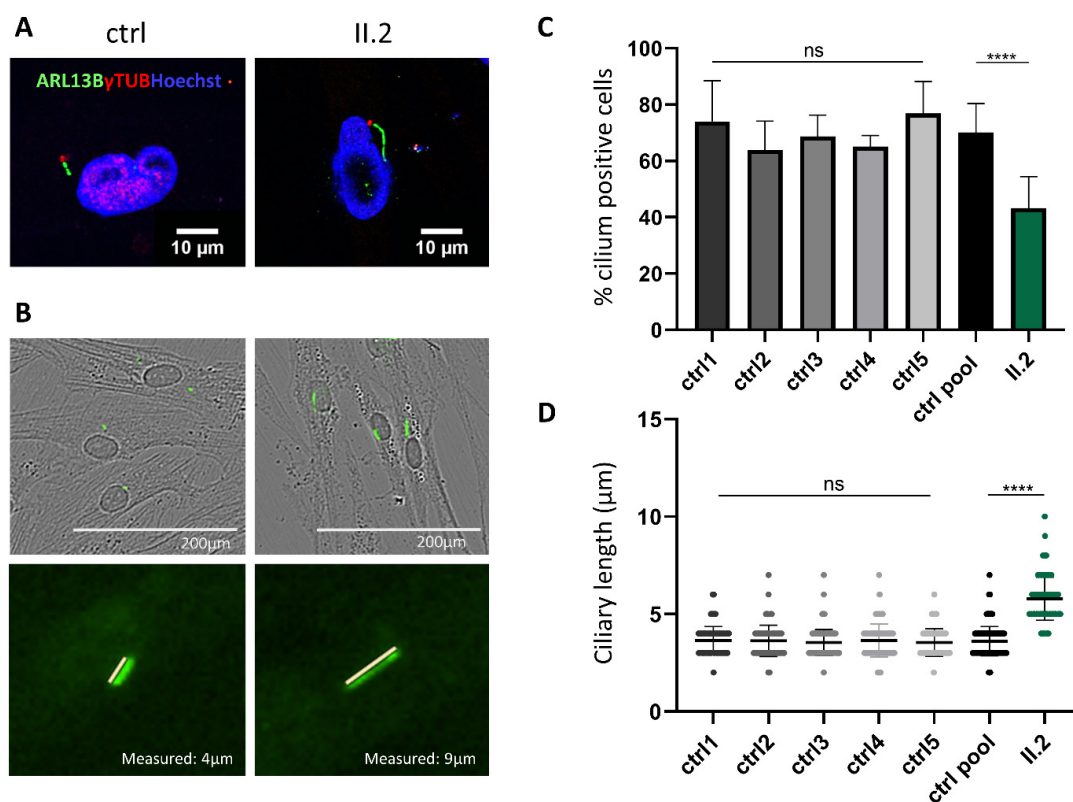 A
ctrl
II.2
ARL13BγTUBHoechst
10 µm
10 µm
B
200µm
200µm
Measured: 4µm
Measured: 9µm
C
% cilium positive cells
100
80
60
40
20
0
ns
****
ctrl1
ctrl2
ctrl3
ctrl4
ctrl5
ctrl pool
II.2
D
Ciliary length (µm)
15
10
5
0
ns
****
ctrl1
ctrl2
ctrl3
ctrl4
ctrl5
ctrl pool
II.2